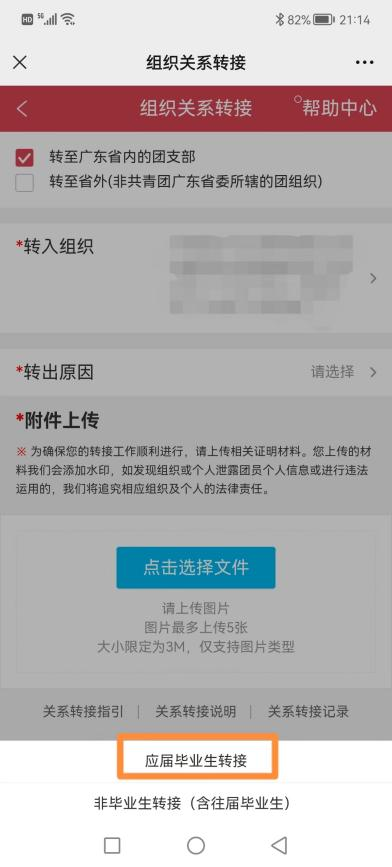 HD 5G 82% 21:14
组织关系转接
组织关系转接 帮助中心
转至广东省内的团支部
转至省外(非共青团广东省委所辖的团组织)
*转入组织
*转出原因 请选择
*附件上传
※ 为确保您的转接工作顺利进行，请上传相关证明材料。您上传的材
料我们会添加水印，如发现组织或个人泄露团员个人信息或进行违法
运用的，我们将追究相应组织及个人的法律责任。
点击选择文件
请上传图片
图片最多上传5张
大小限定为3M，仅支持图片类型
关系转接指引 | 关系转接说明 | 关系转接记录
应届毕业生转接
非毕业生转接（含往届毕业生）